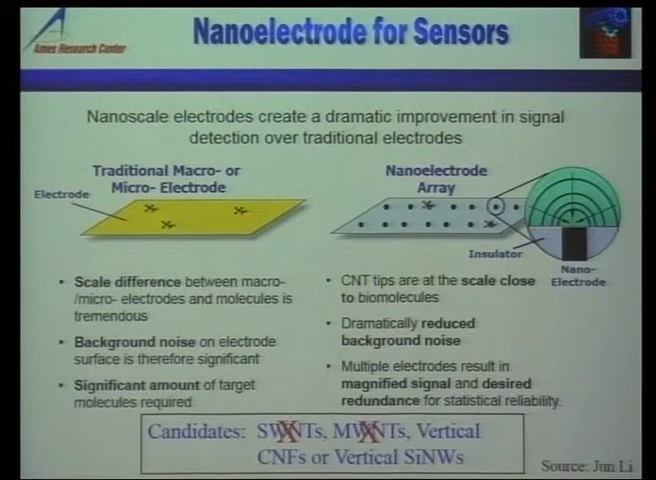 Ames Research Center
Nanoelectrode for Sensors
Nanoscale electrodes create a dramatic improvement in signal
detection over traditional electrodes
Traditional Macro- or
Micro- Electrode
Electrode
Nanoelectrode
Array
Insulator
Nano-
Electrode
• Scale difference between macro-
/micro- electrodes and molecules is
tremendous
• Background noise on electrode
surface is therefore significant
• Significant amount of target
molecules required
• CNT tips are at the scale close
to biomolecules
• Dramatically reduced
background noise
• Multiple electrodes result in
magnified signal and desired
redundance for statistical reliability.
Candidates: SWNTs, MWNTs, Vertical
CNFs or Vertical SiNWs
Source: Jun Li